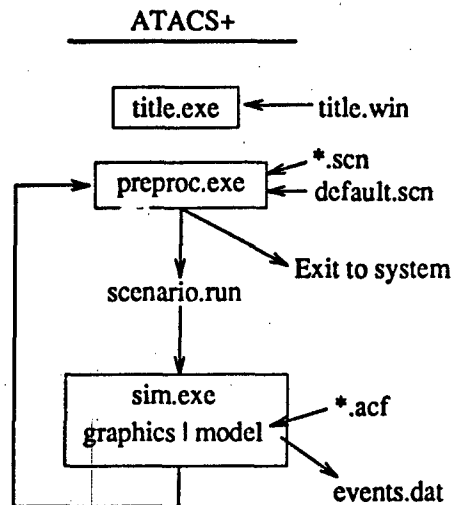 ATACS+
title.exe
title.win
preproc.exe
*.scn
default.scn
Exit to system
scenario.run
sim.exe
graphics | model
*.acf
events.dat